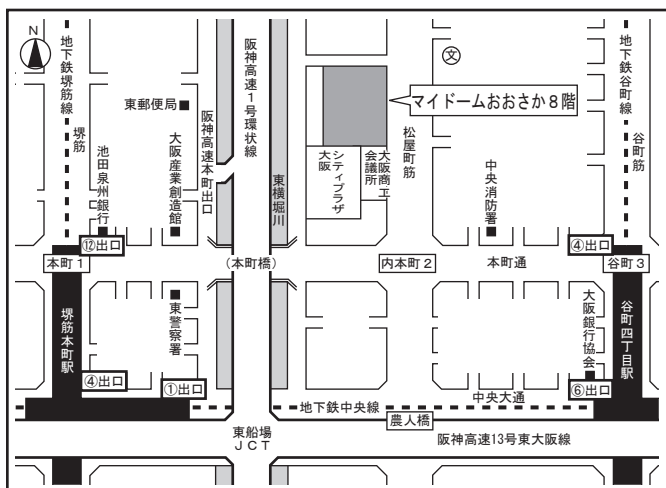 N
地下鉄堺筋線
堺筋
東郵便局
池田泉州銀行
大阪産業創造館
阪神高速本町出口
阪神高速1号環状線
東横堀川
マイドームおおさか8階
大阪商工
会議所
シティプラザ
大阪
松屋町筋
文
中央消防署
地下鉄谷町線
谷町筋
⑫出口
④出口
本町1
(本町橋)
内本町2
本町通
谷町3
堺筋本町駅
東警察署
大阪銀行協会
谷町四丁目駅
④出口
①出口
⑥出口
地下鉄中央線
中央大通
農人橋
東船場
JCT
阪神高速13号東大阪線